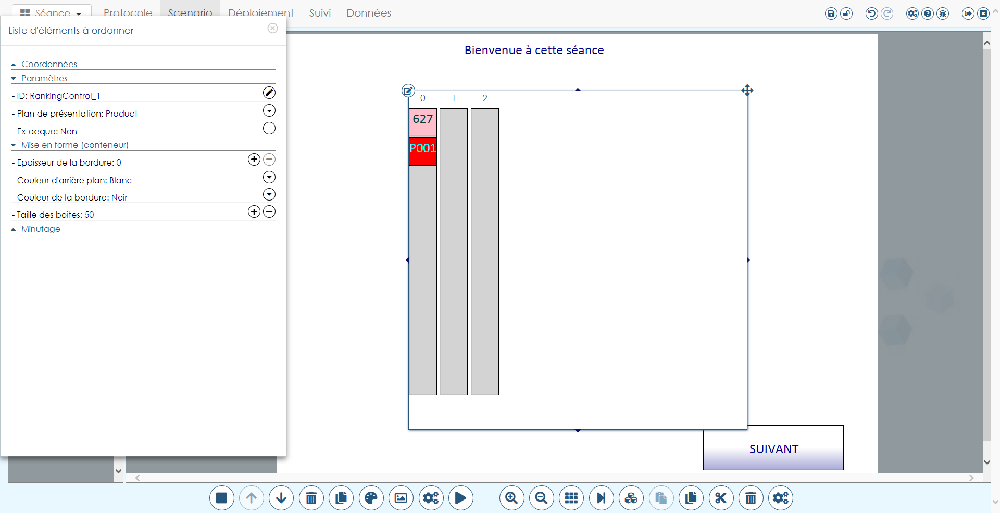 Séance
Protocole
Scenario
Déploiement
Suivi
Données
Liste d'éléments à ordonner
Coordonnées
Paramètres
- ID: RankingControl_1
- Plan de présentation: Product
- Ex-aequo: Non
Mise en forme (conteneur)
- Epaisseur de la bordure: 0
- Couleur d'arrière plan: Blanc
- Couleur de la bordure: Noir
- Taille des boites: 50
Minutage
Bienvenue à cette séance
0 1 2
627
P001
SUIVANT